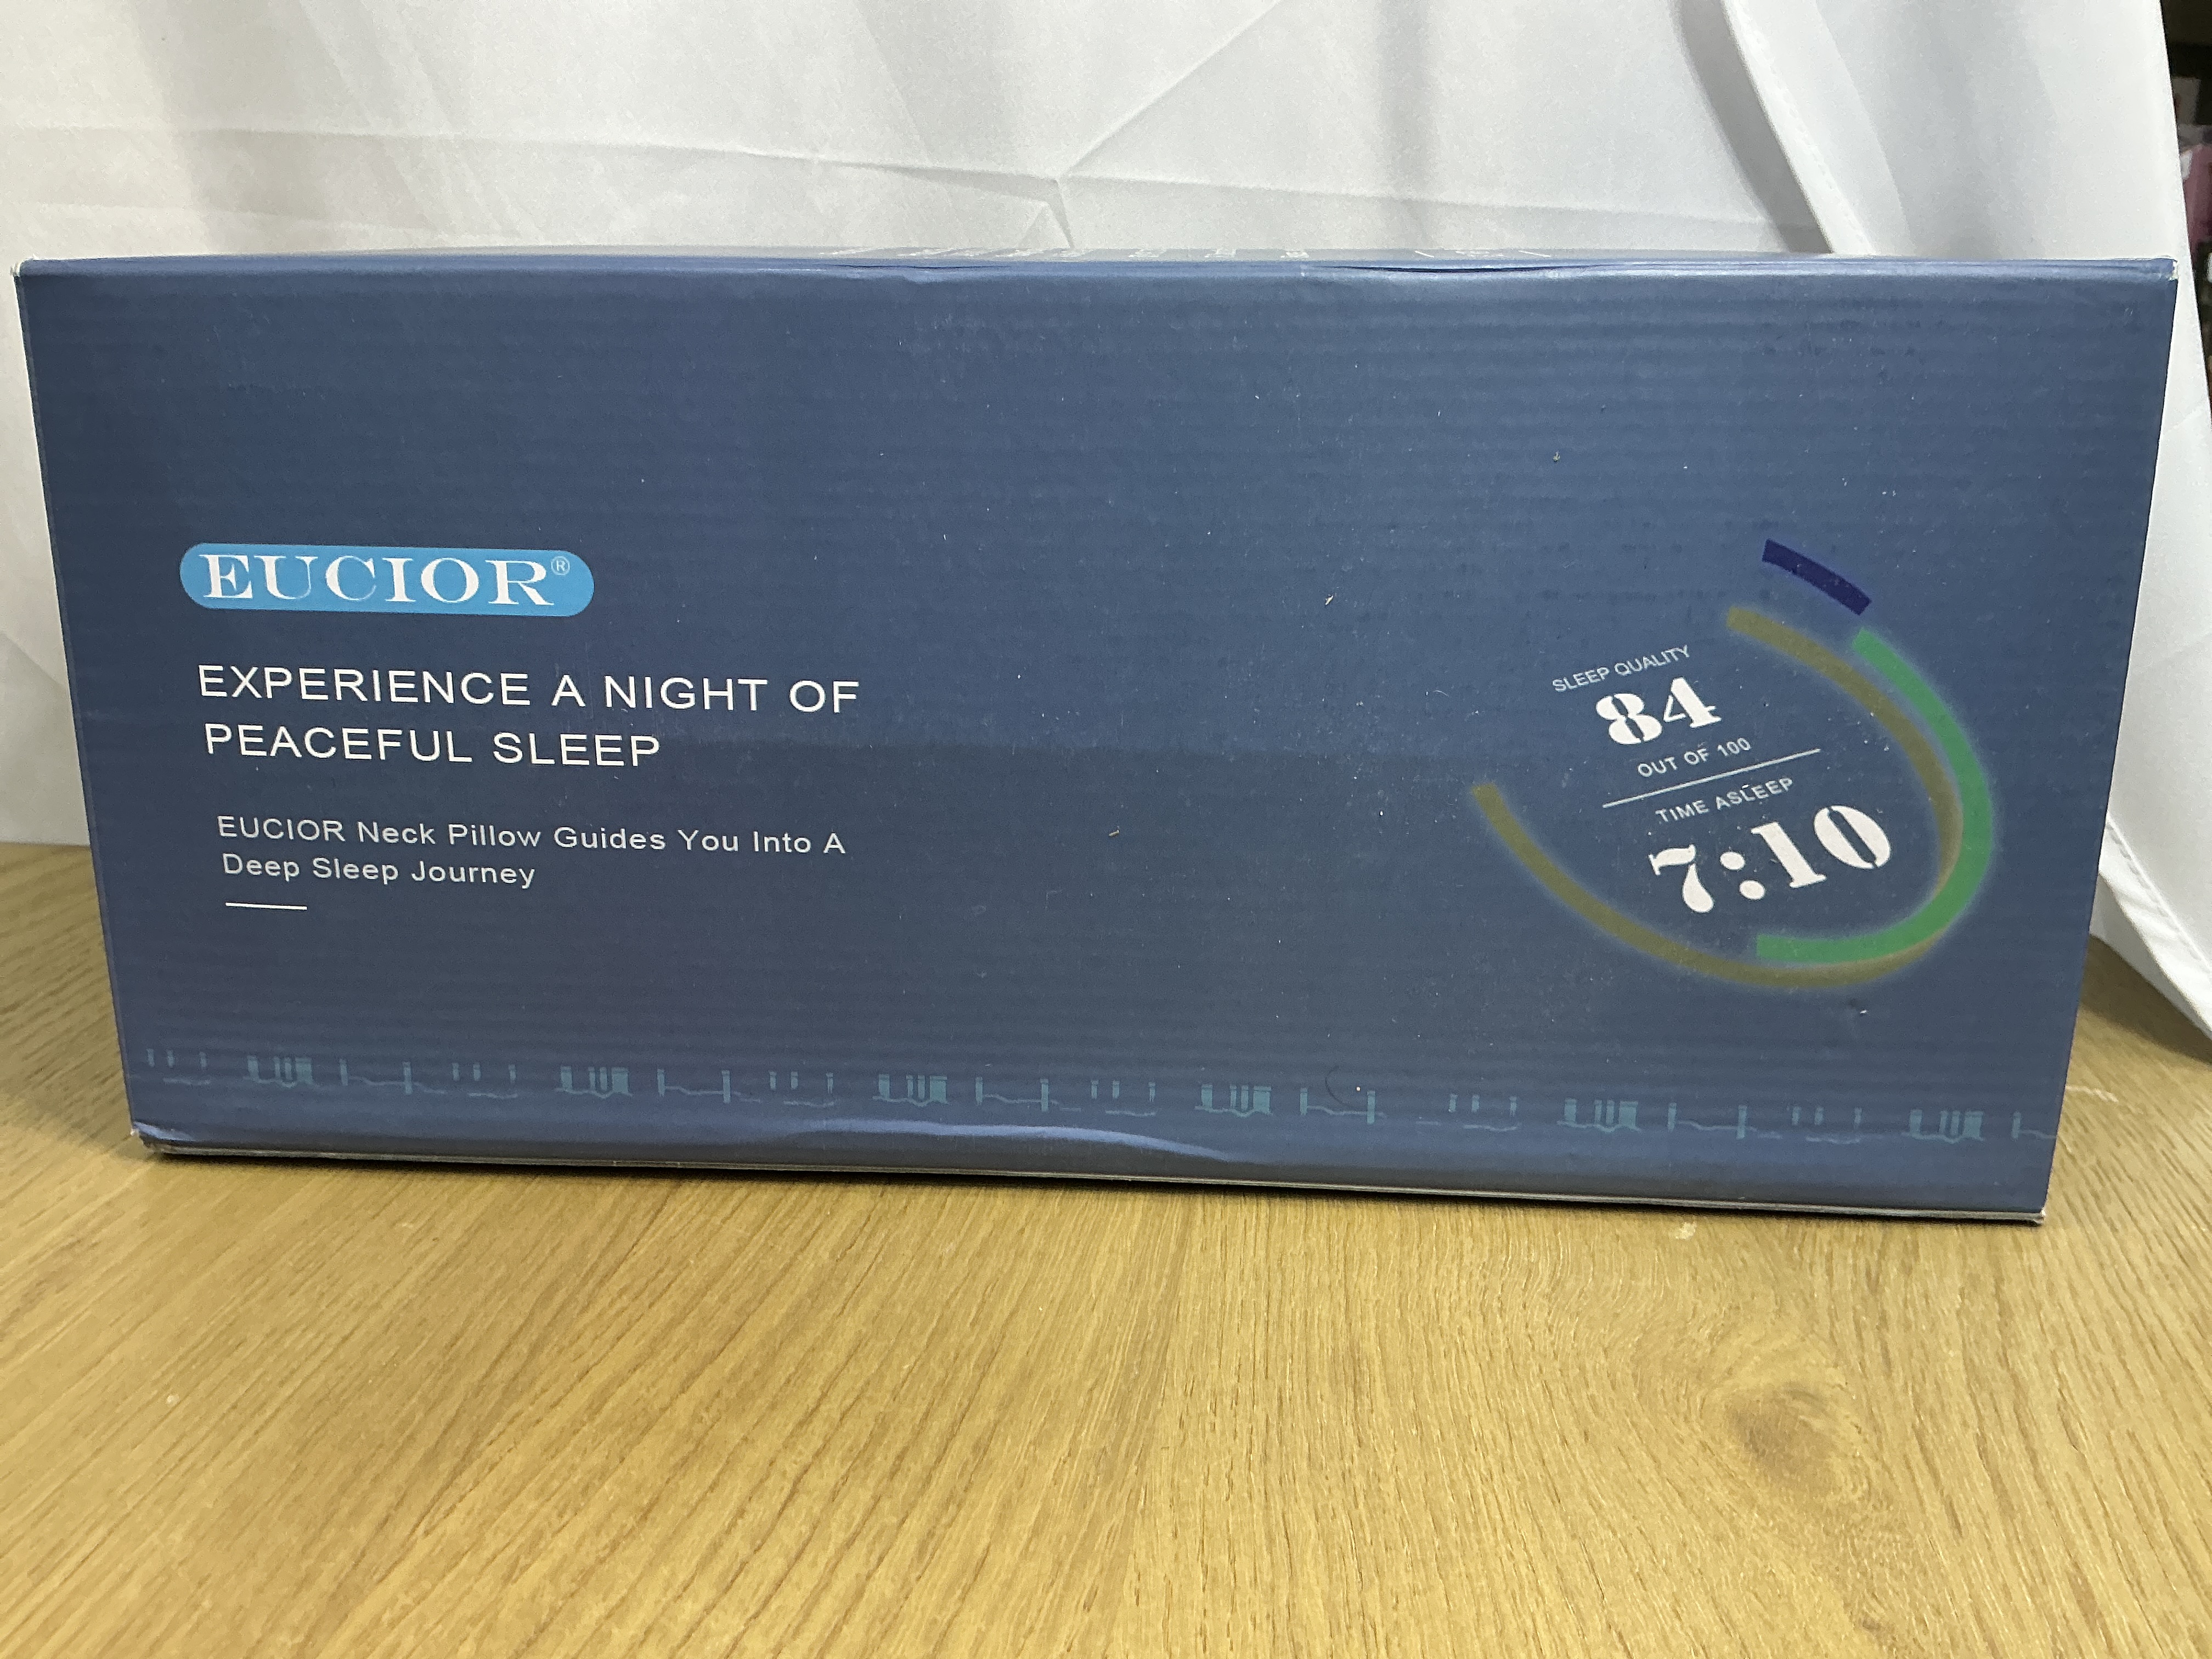 EUCIOR®
EXPERIENCE A NIGHT OF
PEACEFUL SLEEP
EUCIOR Neck Pillow Guides You Into A
Deep Sleep Journey
SLEEP QUALITY
84
OUT OF 100
TIME ASLEEP
7:10